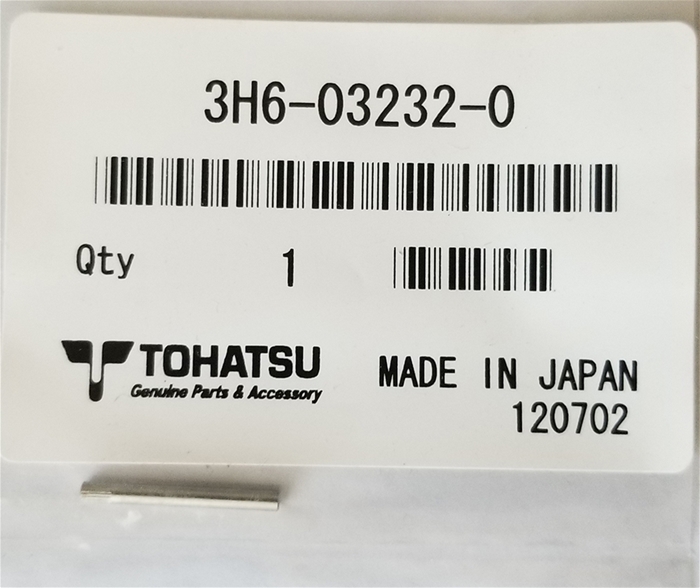 3H6-03232-0
Qty 1
TOHATSU
Genuine Parts & Accessory
MADE IN JAPAN
120702